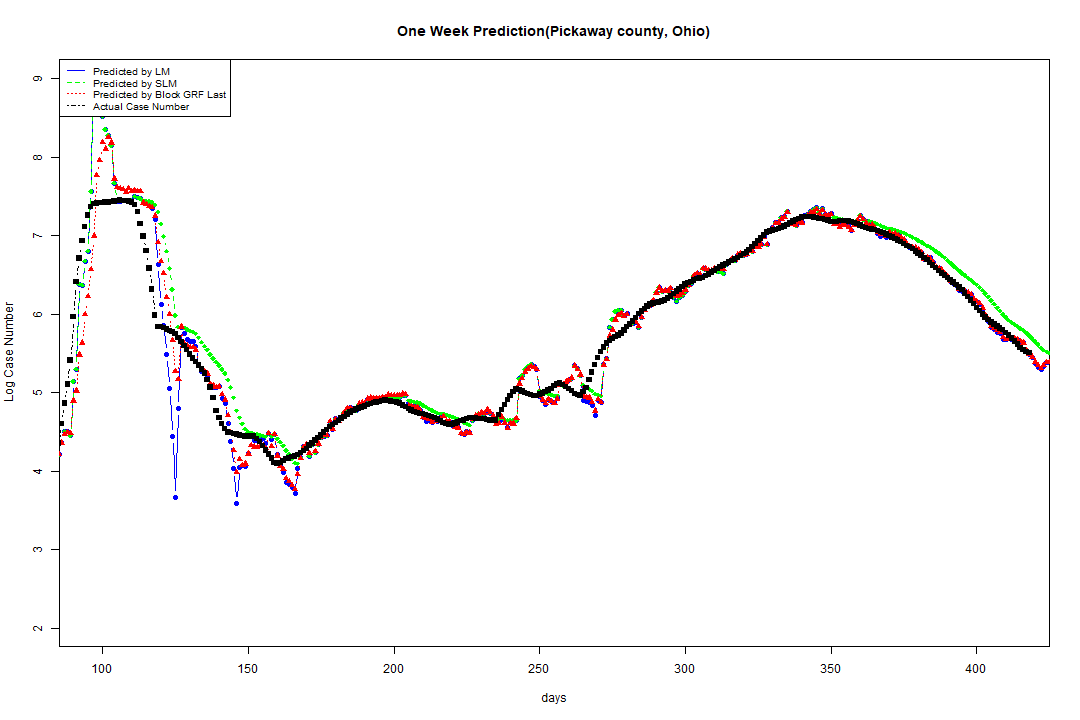 One Week Prediction(Pickaway county, Ohio)
Predicted by LM
Predicted by SLM
Predicted by Block GRF Last
Actual Case Number
9
8
7
6
5
4
3
2
Log Case Number
100 150 200 250 300 350 400
days